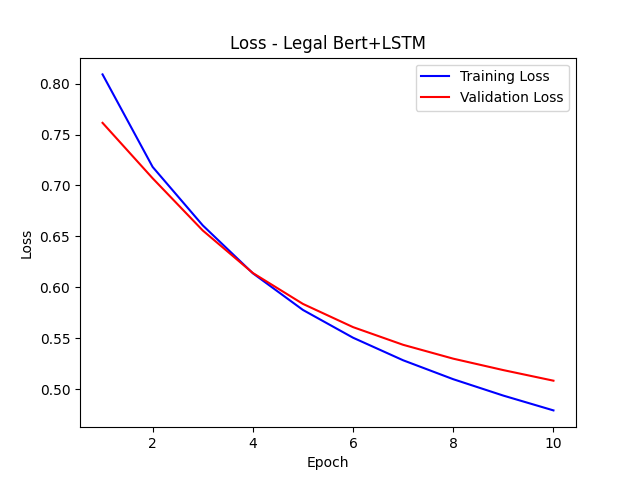 Loss - Legal Bert+LSTM
Training Loss
Validation Loss
0.80
0.75
0.70
0.65
0.60
0.55
0.50
Loss
2 4 6 8 10
Epoch